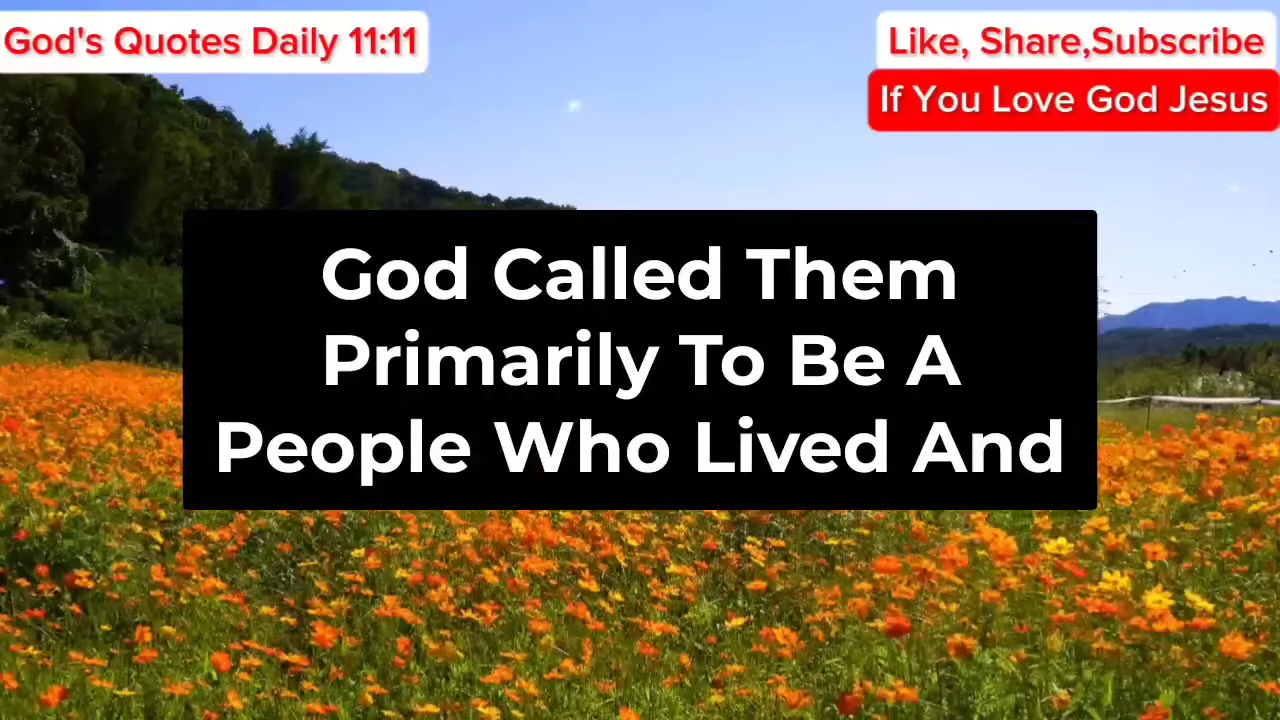 God's Quotes Daily 11:11
Like, Share,Subscribe
If You Love God Jesus
God Called Them
Primarily To Be A
People Who Lived And